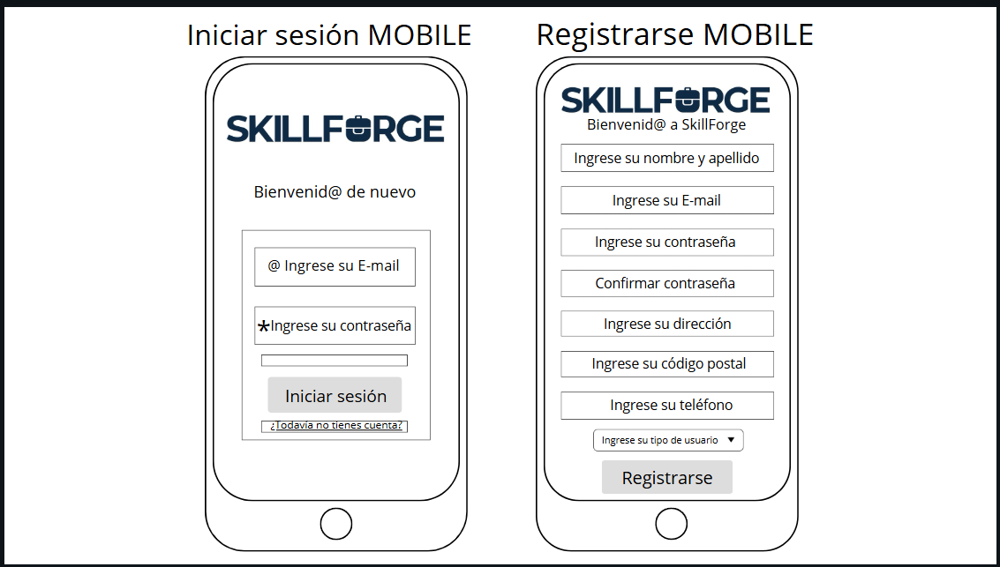 Iniciar sesión MOBILE
SKILLFORGE
Bienvenid@ de nuevo
@ Ingrese su E-mail
*Ingrese su contraseña
Iniciar sesión
¿Todavía no tienes cuenta?
Registrarse MOBILE
SKILLFORGE
Bienvenid@ a SkillForge
Ingrese su nombre y apellido
Ingrese su E-mail
Ingrese su contraseña
Confirmar contraseña
Ingrese su dirección
Ingrese su código postal
Ingrese su teléfono
Ingrese su tipo de usuario
Registrarse